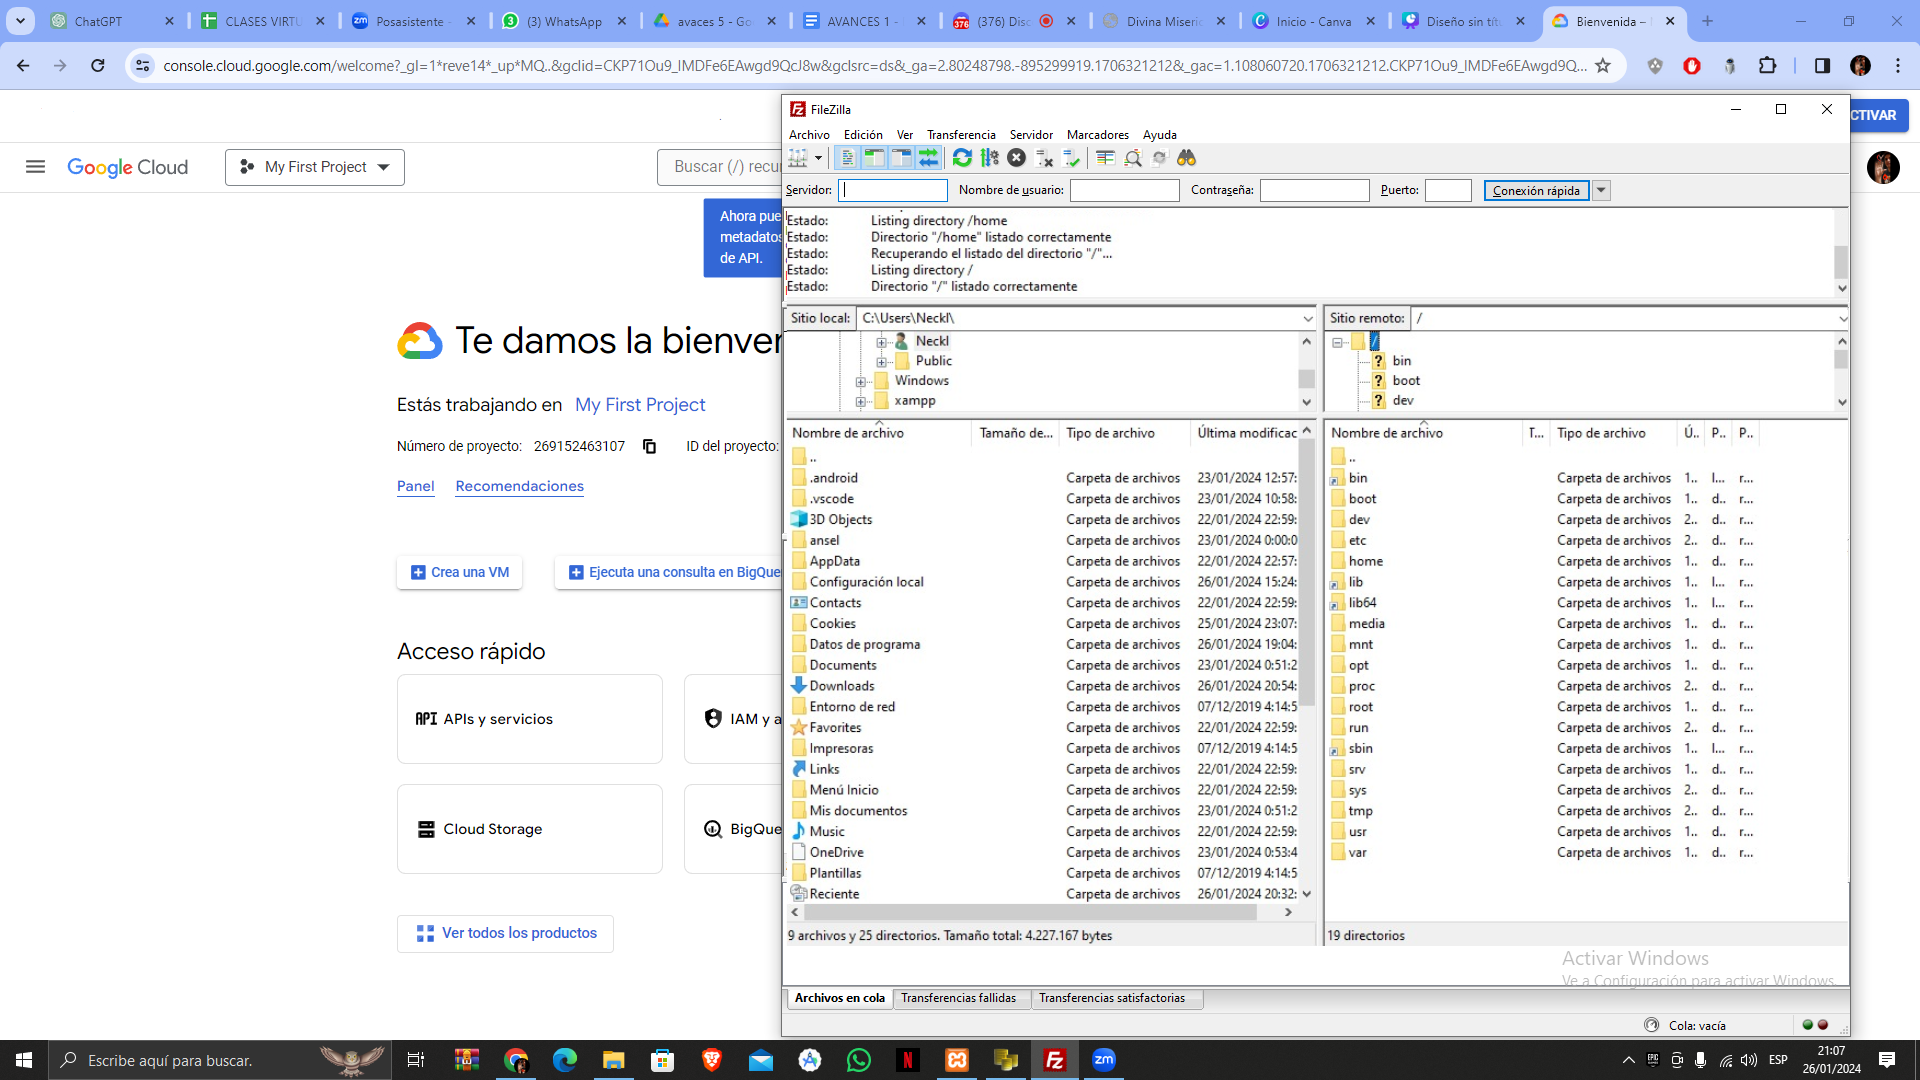 ChatGPT
CLASES VIRTU
Posasistente -
(3) WhatsApp
avaces 5 - Go
AVANCES 1 -
(376) Disc
Divina Miseri
Inicio - Canva
Diseño sin títu
Bienvenida –
console.cloud.google.com/welcome?_gl=1*reve14*_up*MQ..&gclid=CKP71Ou9_IMDFe6EAwgd9QcJ8w&gclsrc=ds&_ga=2.80248798.-895299919.1706321212&_gac=1.108060720.1706321212.CKP71Ou9_IMDFe6EAwgd9Q...
CTIVAR
Google Cloud
My First Project
Buscar (/) recu
Ahora pue
metadatos
de API.
Te damos la bienver
Estás trabajando en My First Project
Número de proyecto: 269152463107
ID del proyecto:
Panel
Recomendaciones
Crea una VM
Ejecuta una consulta en BigQue
Acceso rápido
API APIs y servicios
IAM y a
Cloud Storage
BigQue
Ver todos los productos
FileZilla
Archivo Edición Ver Transferencia Servidor Marcadores Ayuda
Servidor:
Nombre de usuario:
Contraseña:
Puerto:
Conexión rápida
Estado: Listing directory /home
Estado: Directorio "/home" listado correctamente
Estado: Recuperando el listado del directorio "/"...
Estado: Listing directory /
Estado: Directorio "/" listado correctamente
Sitio local: C:\Users\Neckl\
Neckl
Public
Windows
xampp
Sitio remoto: /
/
bin
boot
dev
Nombre de archivo Tamaño de... Tipo de archivo Última modificac
..
.android Carpeta de archivos 23/01/2024 12:57:
.vscode Carpeta de archivos 23/01/2024 10:58:
3D Objects Carpeta de archivos 22/01/2024 22:59:
ansel Carpeta de archivos 23/01/2024 0:00:0
AppData Carpeta de archivos 22/01/2024 22:57:
Configuración local Carpeta de archivos 26/01/2024 15:24:
Contacts Carpeta de archivos 22/01/2024 22:59:
Cookies Carpeta de archivos 25/01/2024 23:07:
Datos de programa Carpeta de archivos 26/01/2024 19:04:
Documents Carpeta de archivos 23/01/2024 0:51:2
Downloads Carpeta de archivos 26/01/2024 20:54:
Entorno de red Carpeta de archivos 07/12/2019 4:14:5
Favorites Carpeta de archivos 22/01/2024 22:59:
Impresoras Carpeta de archivos 07/12/2019 4:14:5
Links Carpeta de archivos 22/01/2024 22:59:
Menú Inicio Carpeta de archivos 22/01/2024 22:59:
Mis documentos Carpeta de archivos 23/01/2024 0:51:2
Music Carpeta de archivos 22/01/2024 22:59:
OneDrive Carpeta de archivos 23/01/2024 0:53:4
Plantillas Carpeta de archivos 07/12/2019 4:14:5
Reciente Carpeta de archivos 26/01/2024 20:32:
9 archivos y 25 directorios. Tamaño total: 4.227.167 bytes
Nombre de archivo T... Tipo de archivo Ú.. P.. P..
..
bin Carpeta de archivos 1.. l... r...
boot Carpeta de archivos 1.. d.. r...
dev Carpeta de archivos 2.. d.. r...
etc Carpeta de archivos 2.. d.. r...
home Carpeta de archivos 1.. d.. r...
lib Carpeta de archivos 1.. l... r...
lib64 Carpeta de archivos 1.. l... r...
media Carpeta de archivos 1.. d.. r...
mnt Carpeta de archivos 1.. d.. r...
opt Carpeta de archivos 1.. d.. r...
proc Carpeta de archivos 2.. d.. r...
root Carpeta de archivos 1.. d.. r...
run Carpeta de archivos 2.. d.. r...
sbin Carpeta de archivos 1.. l... r...
srv Carpeta de archivos 1.. d.. r...
sys Carpeta de archivos 2.. d.. r...
tmp Carpeta de archivos 2.. d.. r...
usr Carpeta de archivos 1.. d.. r...
var Carpeta de archivos 1.. d.. r...
19 directorios
Activar Windows
Ve a Configuración para activar Windows.
Archivos en cola
Transferencias fallidas
Transferencias satisfactorias
Cola: vacía
Escribe aquí para buscar.
ESP
21:07
26/01/2024